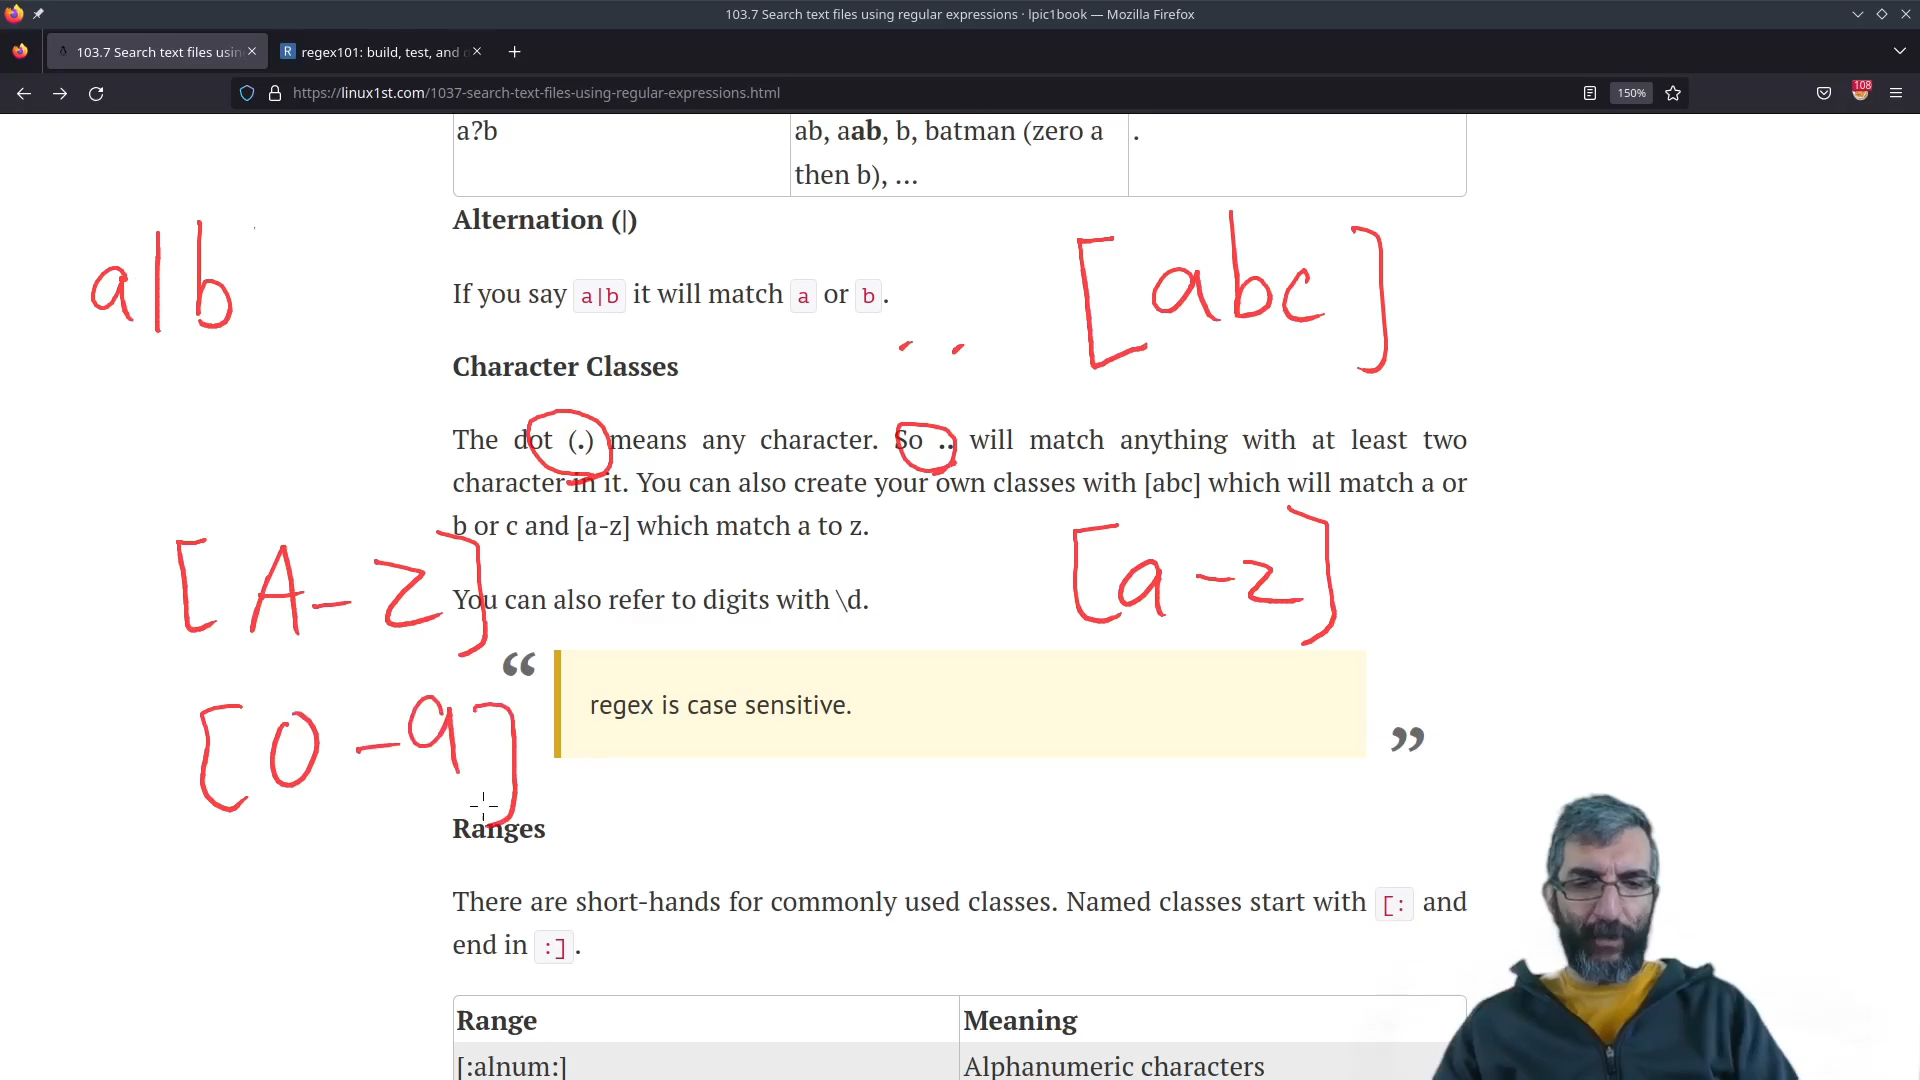 103.7 Search text files using regular expressions · lpic1book — Mozilla Firefox
103.7 Search text files usin
regex101: build, test, and
https://linux1st.com/1037-search-text-files-using-regular-expressions.html
150%
108
a?b
ab, aab, b, batman (zero a
then b), ...
.
Alternation (|)
a|b
[abc]
If you say a|b it will match a or b.
. .
Character Classes
The dot (.) means any character. So .. will match anything with at least two
character in it. You can also create your own classes with [abc] which will match a or
b or c and [a-z] which match a to z.
[A-Z]
[a-z]
You can also refer to digits with \d.
“
regex is case sensitive.
”
[0-9]
Ranges
There are short-hands for commonly used classes. Named classes start with [: and
end in :].
Range
Meaning
[:alnum:]
Alphanumeric characters